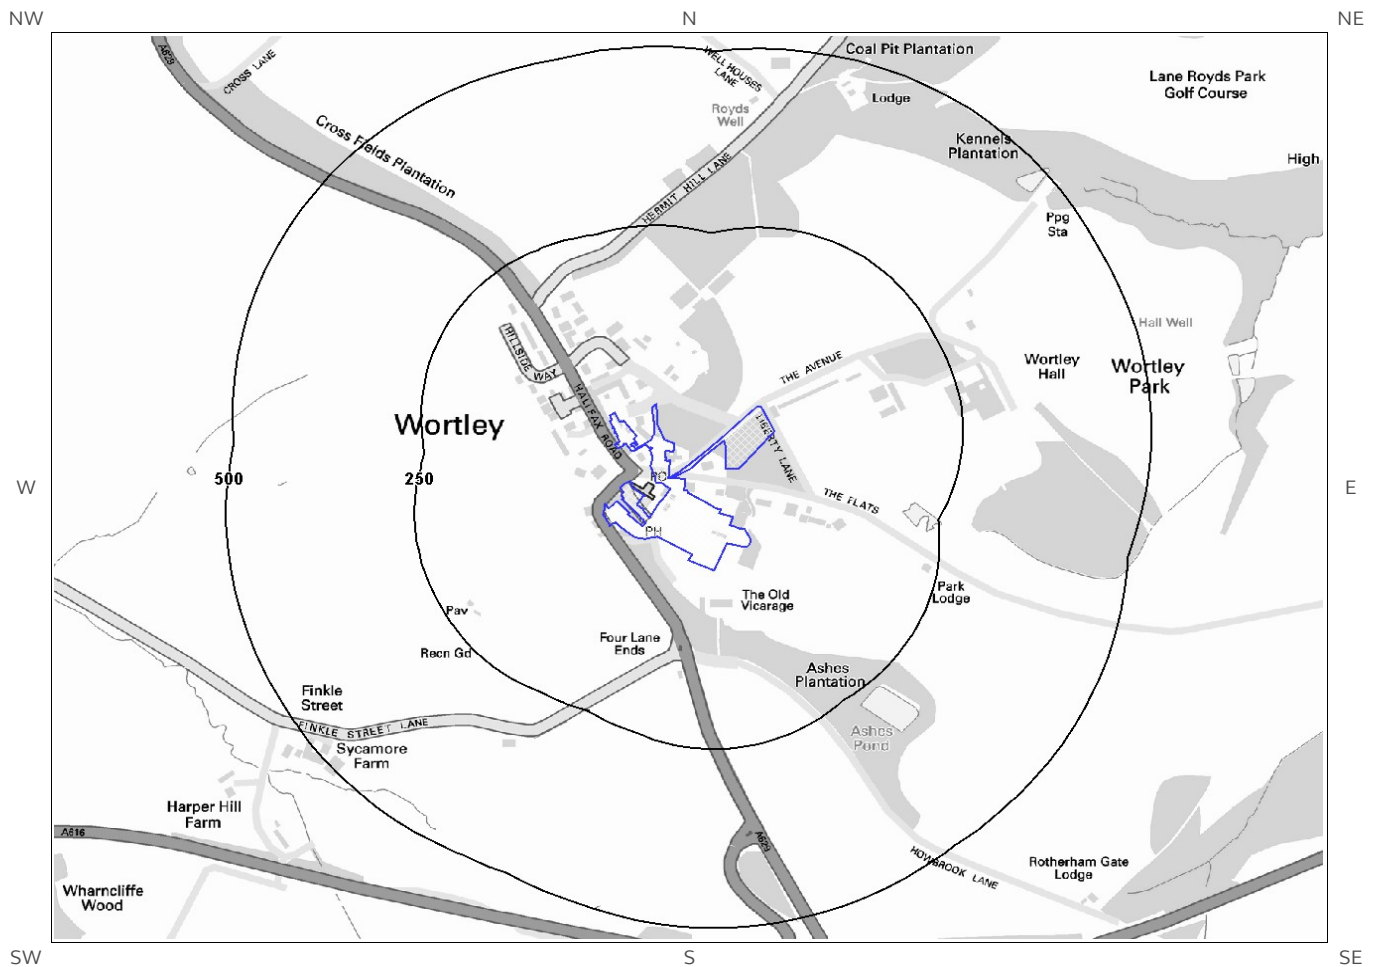 NW
N
NE
A629
CROSS LANE
WELL HOUSES
LANE
Coal Pit Plantation
Lane Royds Park
Golf Course
Lodge
Royds
Well
Cross Fields Plantation
Kennels
Plantation
High
HERMIT HILL LANE
Ppg
Sta
Hall Well
HILLSIDE WAY
THE AVENUE
Wortley
Hall
Wortley
Park
HALIFAX ROAD
Wortley
LIBERTY LANE
500
250
PO
W
E
THE FLATS
PH
Park
Lodge
The Old
Vicarage
Pav
Four Lane
Ends
Recn Gd
Ashes
Plantation
Finkle
Street
FINKLE STREET LANE
Ashes
Pond
Sycamore
Farm
Harper Hill
Farm
A616
A629
HOWBROOK LANE
Rotherham Gate
Lodge
Wharncliffe
Wood
SW
S
SE